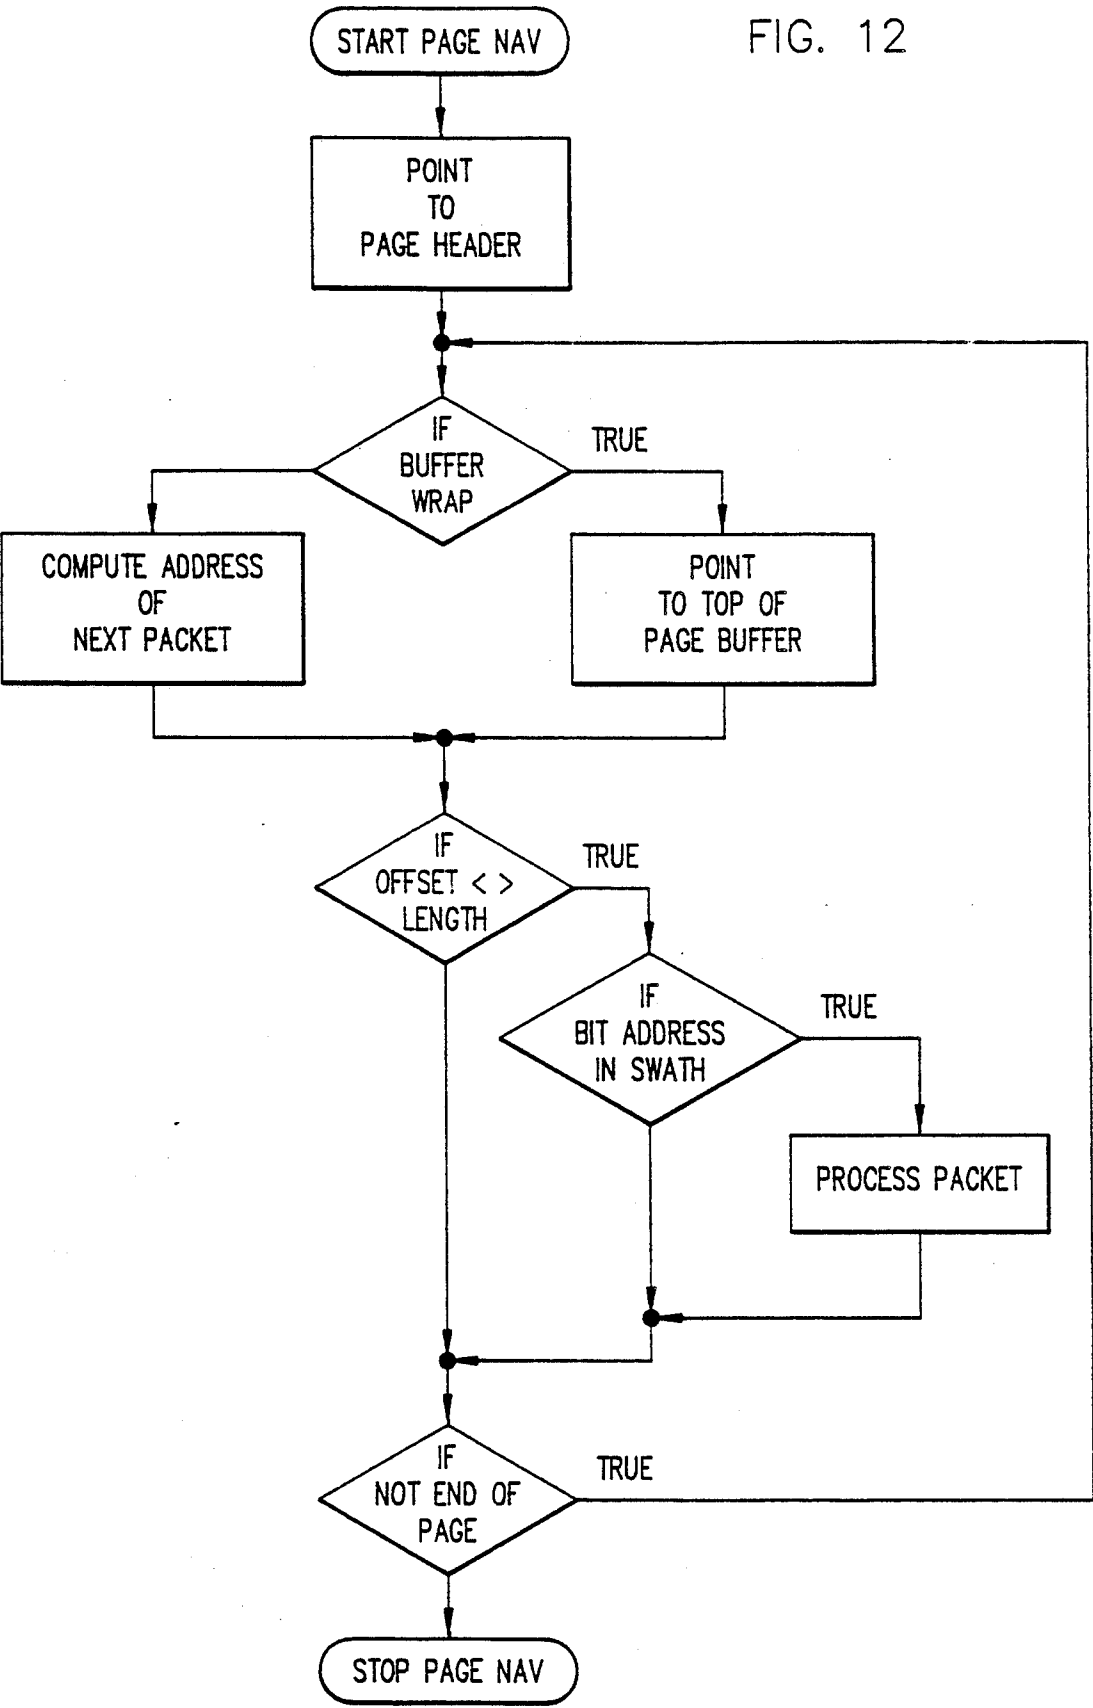 START PAGE NAV
FIG. 12
POINT
TO
PAGE HEADER
IF
BUFFER
WRAP
TRUE
COMPUTE ADDRESS
OF
NEXT PACKET
POINT
TO TOP OF
PAGE BUFFER
IF
OFFSET < >
LENGTH
TRUE
IF
BIT ADDRESS
IN SWATH
TRUE
PROCESS PACKET
IF
NOT END OF
PAGE
TRUE
STOP PAGE NAV